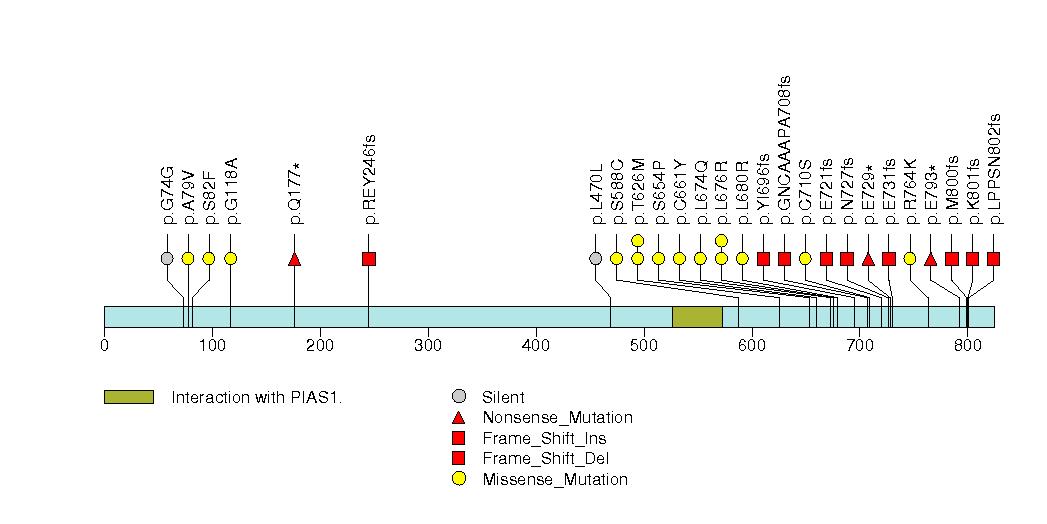 p.G74G
p.A79V
p.S82F
p.G118A
p.Q177*
p.REY246fs
p.L470L
p.S588C
p.T626M
p.S654P
p.C661Y
p.L674Q
p.L676R
p.L680R
p.YI696fs
p.GNCAAAPA708fs
p.C710S
p.E721fs
p.N727fs
p.E729*
p.E731fs
p.R764K
p.E793*
p.M800fs
p.K801fs
p.LPPSN802fs
0 100 200 300 400 500 600 700 800
Interaction with PIAS1.
Silent
Nonsense_Mutation
Frame_Shift_Ins
Frame_Shift_Del
Missense_Mutation